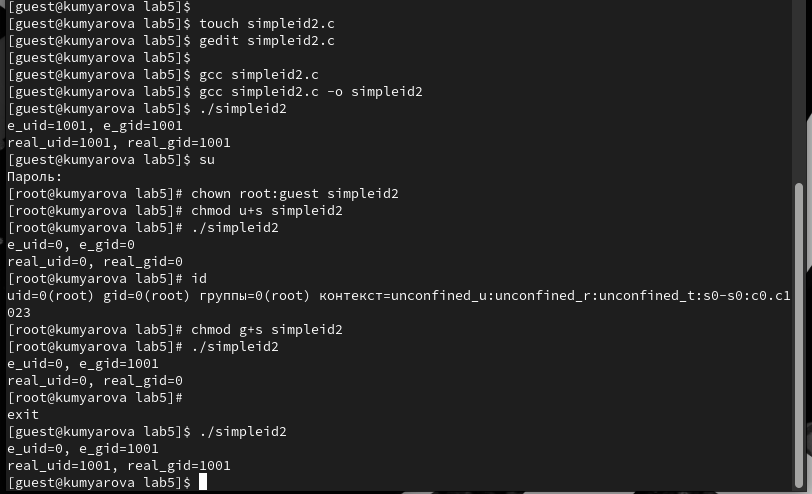 [guest@kumyarova lab5]$
[guest@kumyarova lab5]$ touch simpleid2.c
[guest@kumyarova lab5]$ gedit simpleid2.c
[guest@kumyarova lab5]$
[guest@kumyarova lab5]$ gcc simpleid2.c
[guest@kumyarova lab5]$ gcc simpleid2.c -o simpleid2
[guest@kumyarova lab5]$ ./simpleid2
e_uid=1001, e_gid=1001
real_uid=1001, real_gid=1001
[guest@kumyarova lab5]$ su
Пароль:
[root@kumyarova lab5]# chown root:guest simpleid2
[root@kumyarova lab5]# chmod u+s simpleid2
[root@kumyarova lab5]# ./simpleid2
e_uid=0, e_gid=0
real_uid=0, real_gid=0
[root@kumyarova lab5]# id
uid=0(root) gid=0(root) группы=0(root) контекст=unconfined_u:unconfined_r:unconfined_t:s0-s0:c0.c1
023
[root@kumyarova lab5]# chmod g+s simpleid2
[root@kumyarova lab5]# ./simpleid2
e_uid=0, e_gid=1001
real_uid=0, real_gid=0
[root@kumyarova lab5]#
exit
[guest@kumyarova lab5]$ ./simpleid2
e_uid=0, e_gid=1001
real_uid=1001, real_gid=1001
[guest@kumyarova lab5]$